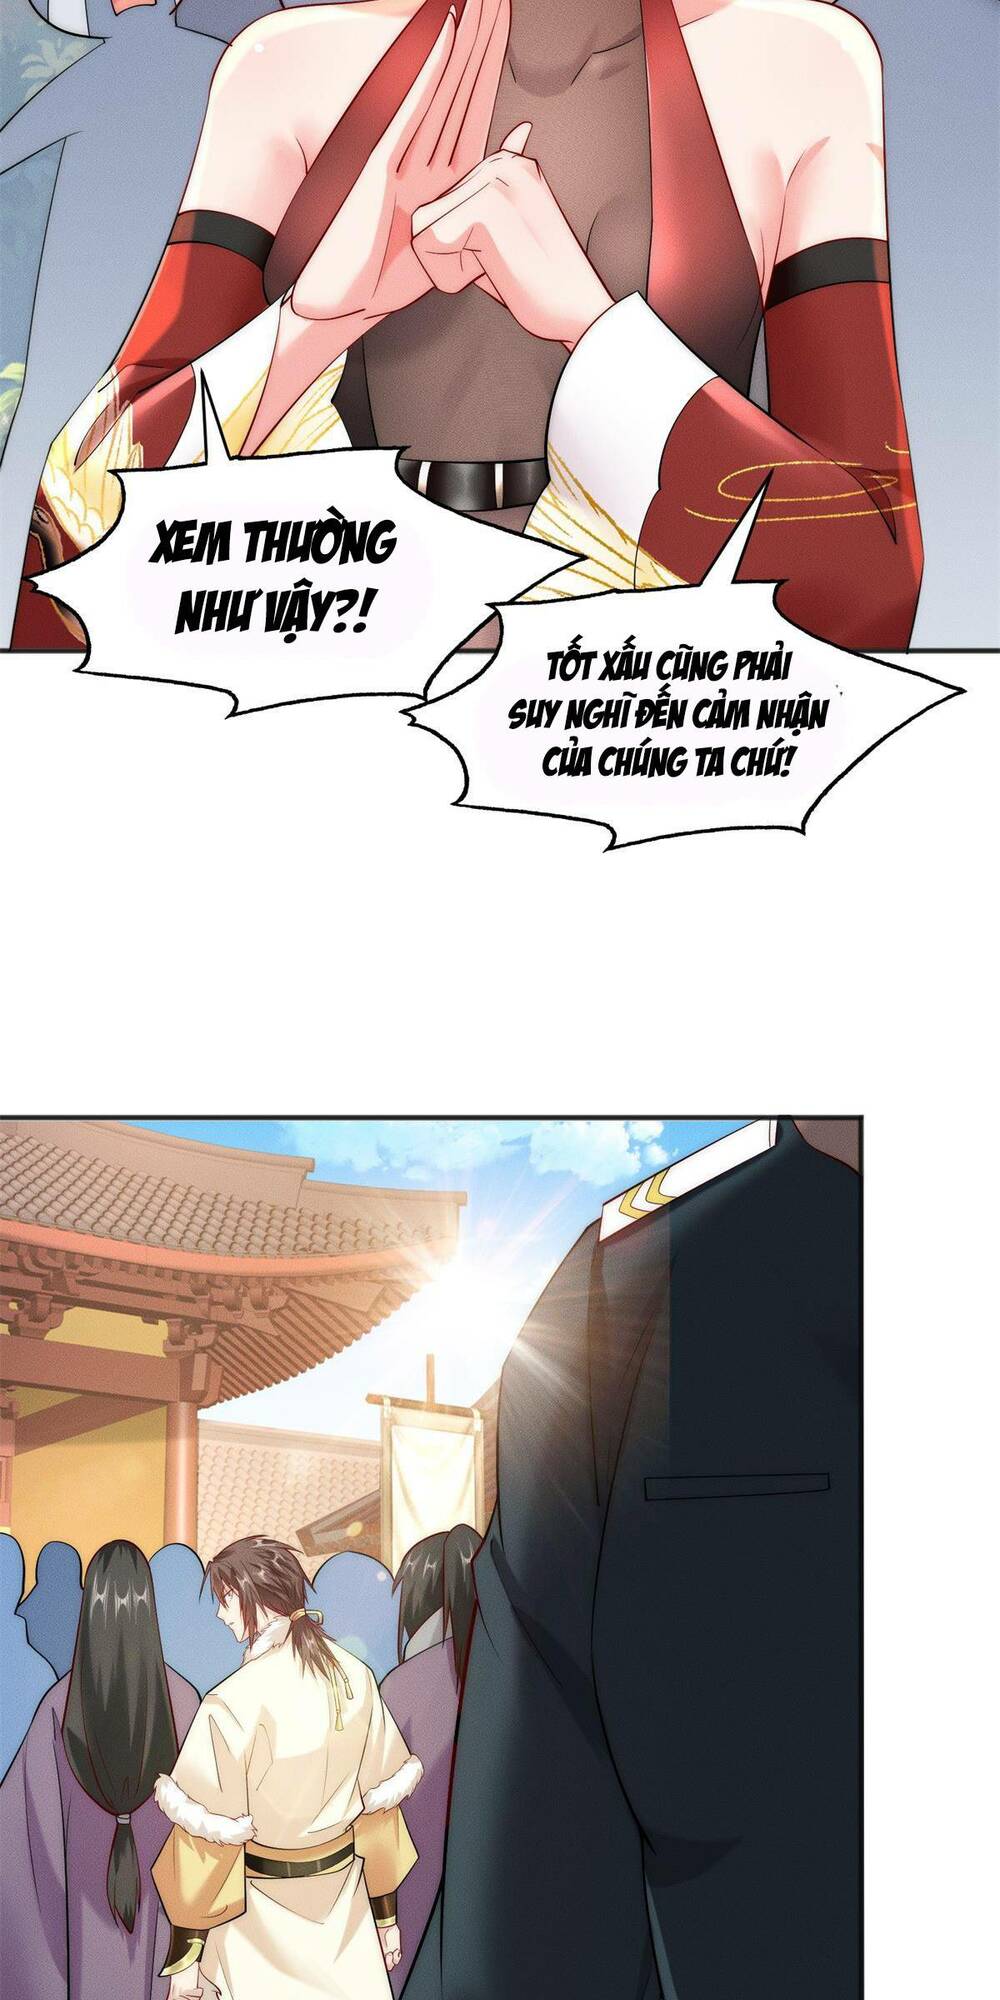 XEM THƯỜNG
NHƯ VẬY?!
TỐT XẤU CŨNG PHẢI
SUY NGHĨ ĐẾN CẢM NHẬN
CỦA CHÚNG TA CHỨ!